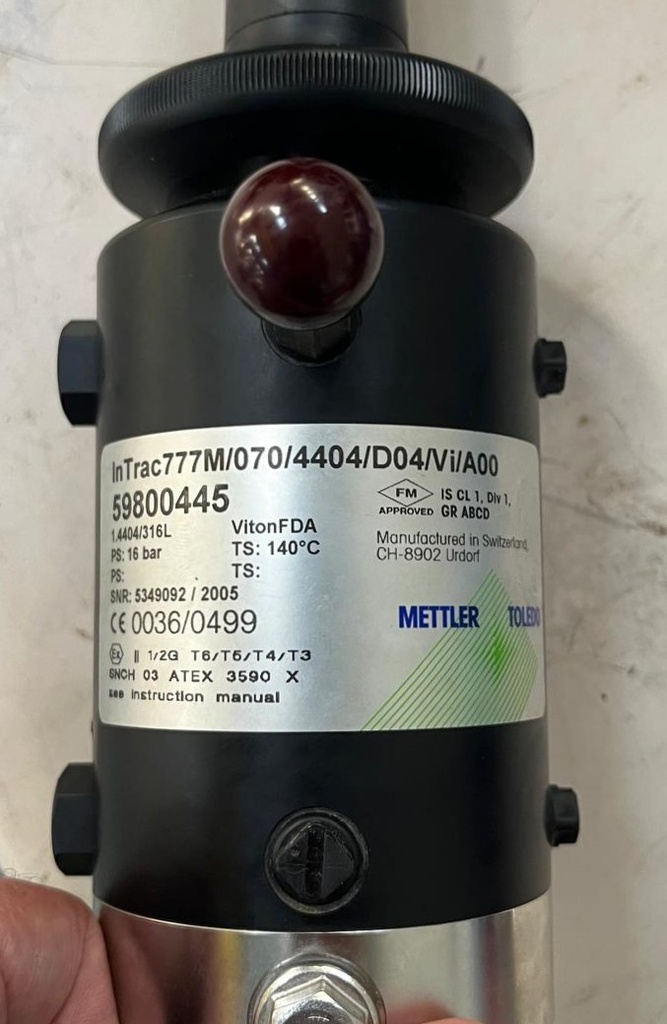 InTrac777M/070/4404/D04/Vi/A00
59800445
1.4404/316L VitonFDA
PS: 16 bar TS: 140°C
PS: TS:
SNR: 5349092 / 2005
CE 0036/0499
Ex II 1/2G T6/T5/T4/T3
SNCH 03 ATEX 3590 X
see instruction manual
FM IS CL 1, Div 1,
APPROVED GR ABCD
Manufactured in Switzerland,
CH-8902 Urdorf
METTLER TOLEDO